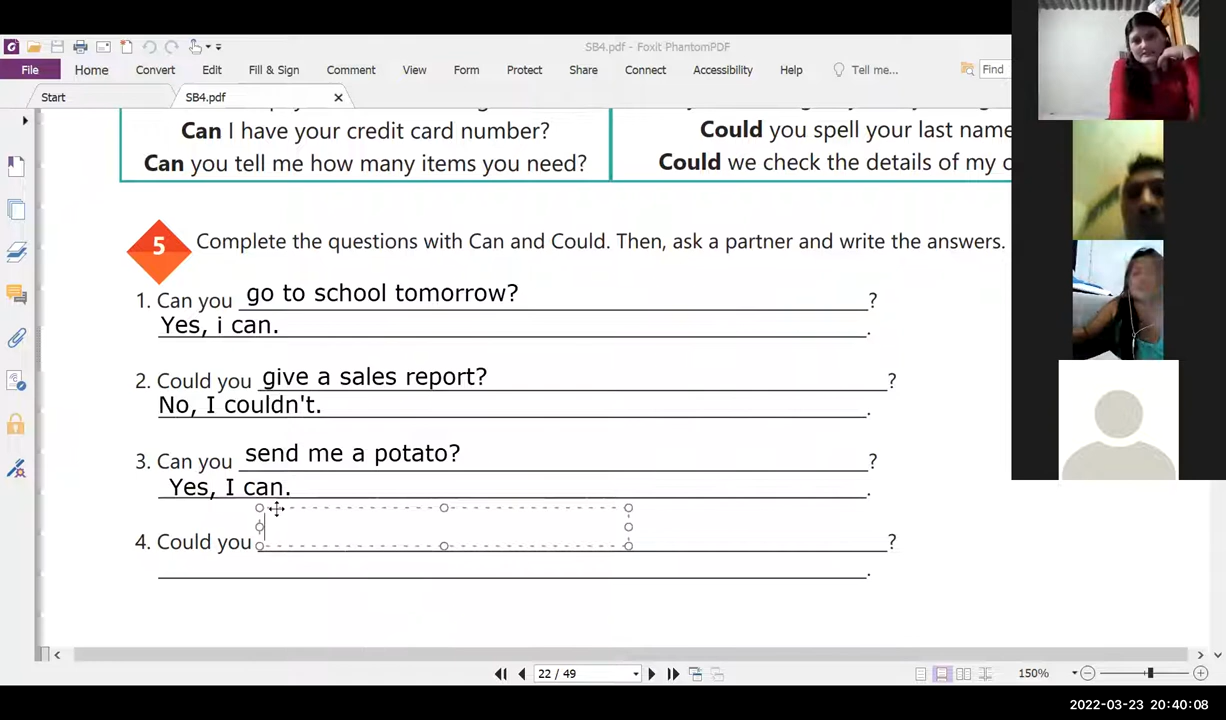 SB4.pdf - Foxit PhantomPDF
File Home Convert Edit Fill & Sign Comment View Form Protect Share Connect Accessibility Help Tell me... Find
Start SB4.pdf
Can I have your credit card number?
Could you spell your last name
Can you tell me how many items you need?
Could we check the details of my
5 Complete the questions with Can and Could. Then, ask a partner and write the answers.
1. Can you go to school tomorrow? ?
Yes, i can. .
2. Could you give a sales report? ?
No, I couldn't. .
3. Can you send me a potato? ?
Yes, I can. .
4. Could you ?
.
22 / 49
150%
2022-03-23 20:40:08